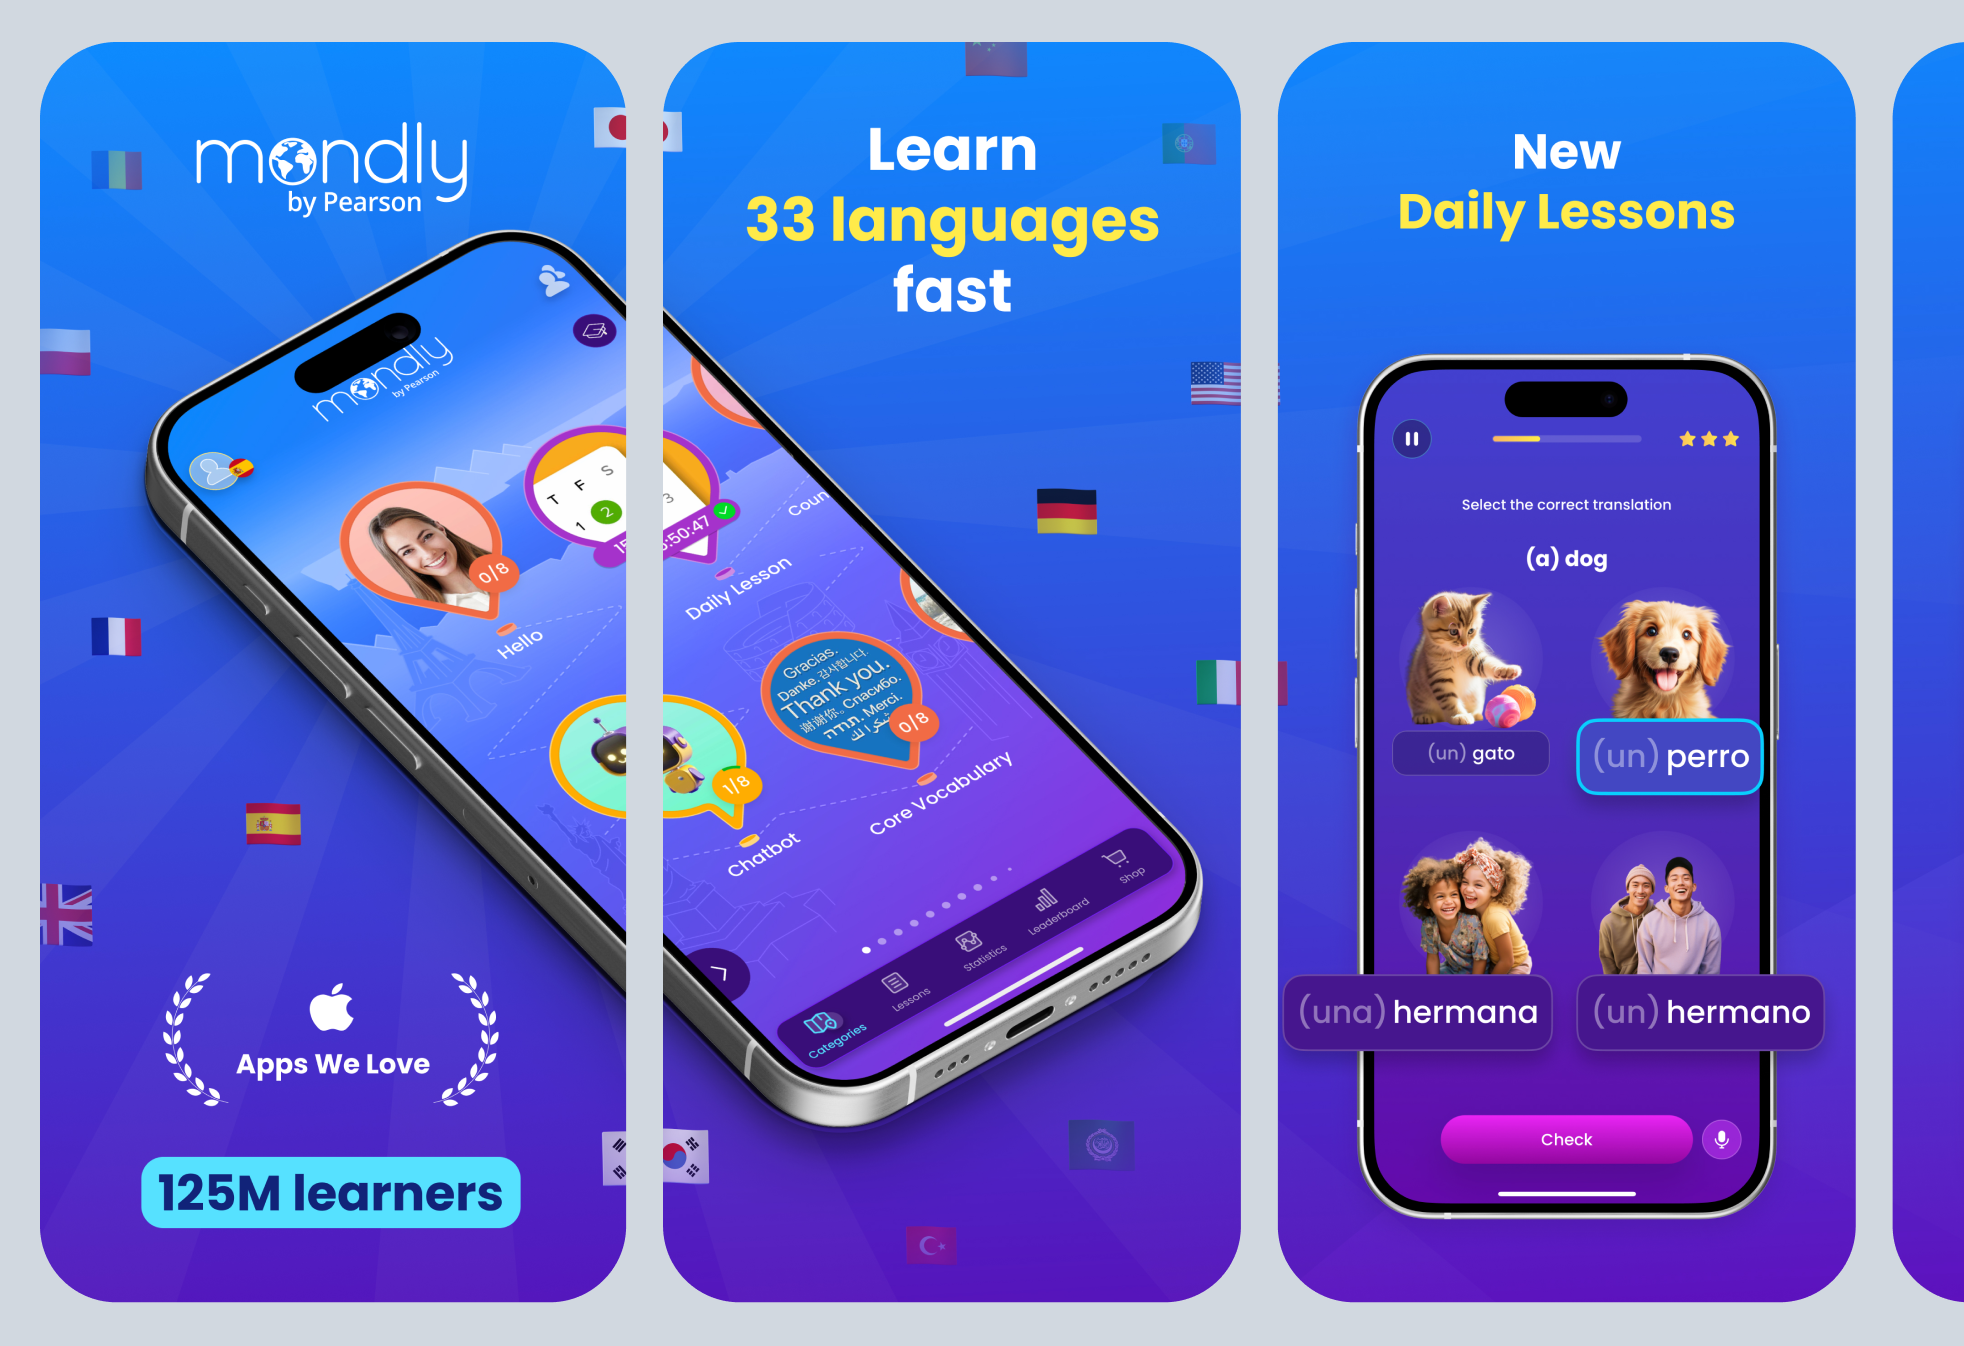 mondly
by Pearson
mondly
by Pearson
T F S
1 2 3
15:50:47
0/8
Hello
Daily Lesson
Coun
Gracias.
Danke. 감사합니다.
Thank you.
谢谢你。Спасибо.
תודה. Merci.
شكرا لك
0/8
1/8
Chatbot
Core Vocabulary
Categories
Lessons
Statistics
Leaderboard
Shop
Apps We Love
125M learners
Learn
33 languages
fast
New
Daily Lessons
Select the correct translation
(a) dog
(un) gato
(un) perro
(una) hermana
(un) hermano
Check